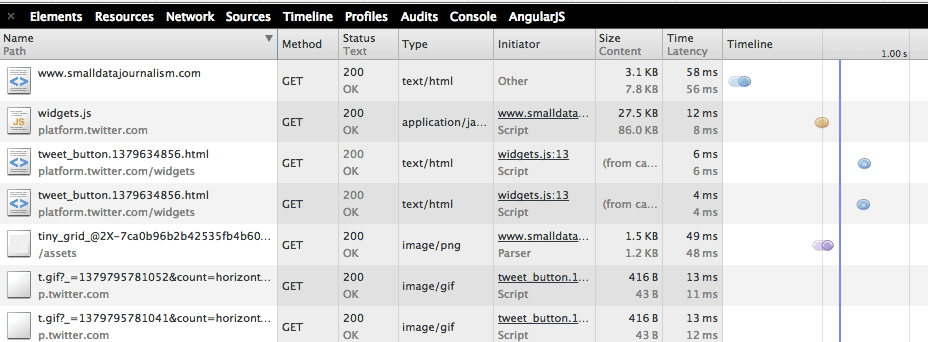 × Elements Resources Network Sources Timeline Profiles Audits Console AngularJS
Name Path Method Status Text Type Initiator Size Content Time Latency Timeline 1.00 s
www.smalldatajournalism.com GET 200 OK text/html Other 3.1 KB 7.8 KB 58 ms 56 ms
widgets.js platform.twitter.com GET 200 OK application/ja... www.smalldata... Script 27.5 KB 86.0 KB 12 ms 8 ms
tweet_button.1379634856.html platform.twitter.com/widgets GET 200 OK text/html widgets.js:13 Script (from ca... 6 ms 6 ms
tweet_button.1379634856.html platform.twitter.com/widgets GET 200 OK text/html widgets.js:13 Script (from ca... 4 ms 4 ms
tiny_grid_@2X-7ca0b96b2b42535fb4b60... /assets GET 200 OK image/png www.smalldata... Parser 1.5 KB 1.2 KB 49 ms 48 ms
t.gif?_=1379795781052&count=horizont... p.twitter.com GET 200 OK image/gif tweet_button.1... Script 416 B 43 B 13 ms 11 ms
t.gif?_=1379795781041&count=horizont... p.twitter.com GET 200 OK image/gif tweet_button.1... Script 416 B 43 B 13 ms 12 ms